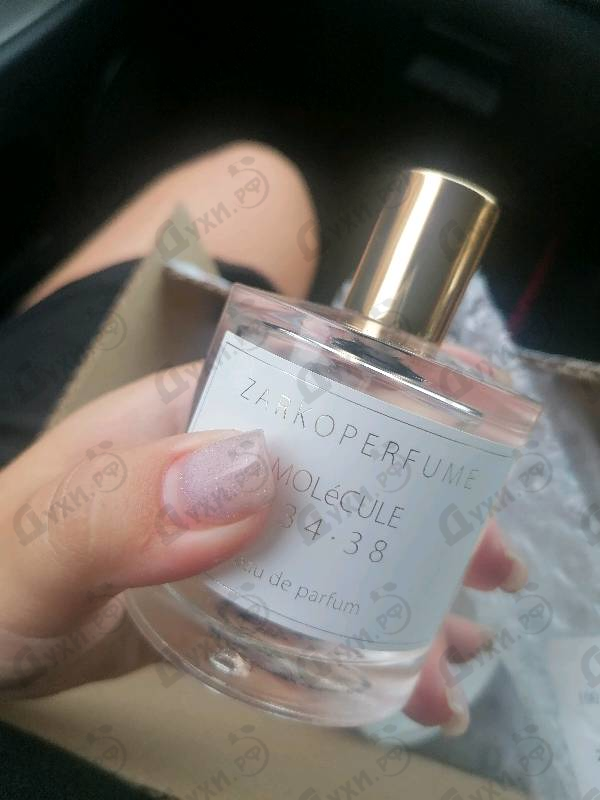 ZARKOPERFUME
MOLéCULE
34·38
eau de parfum
Духи.рф